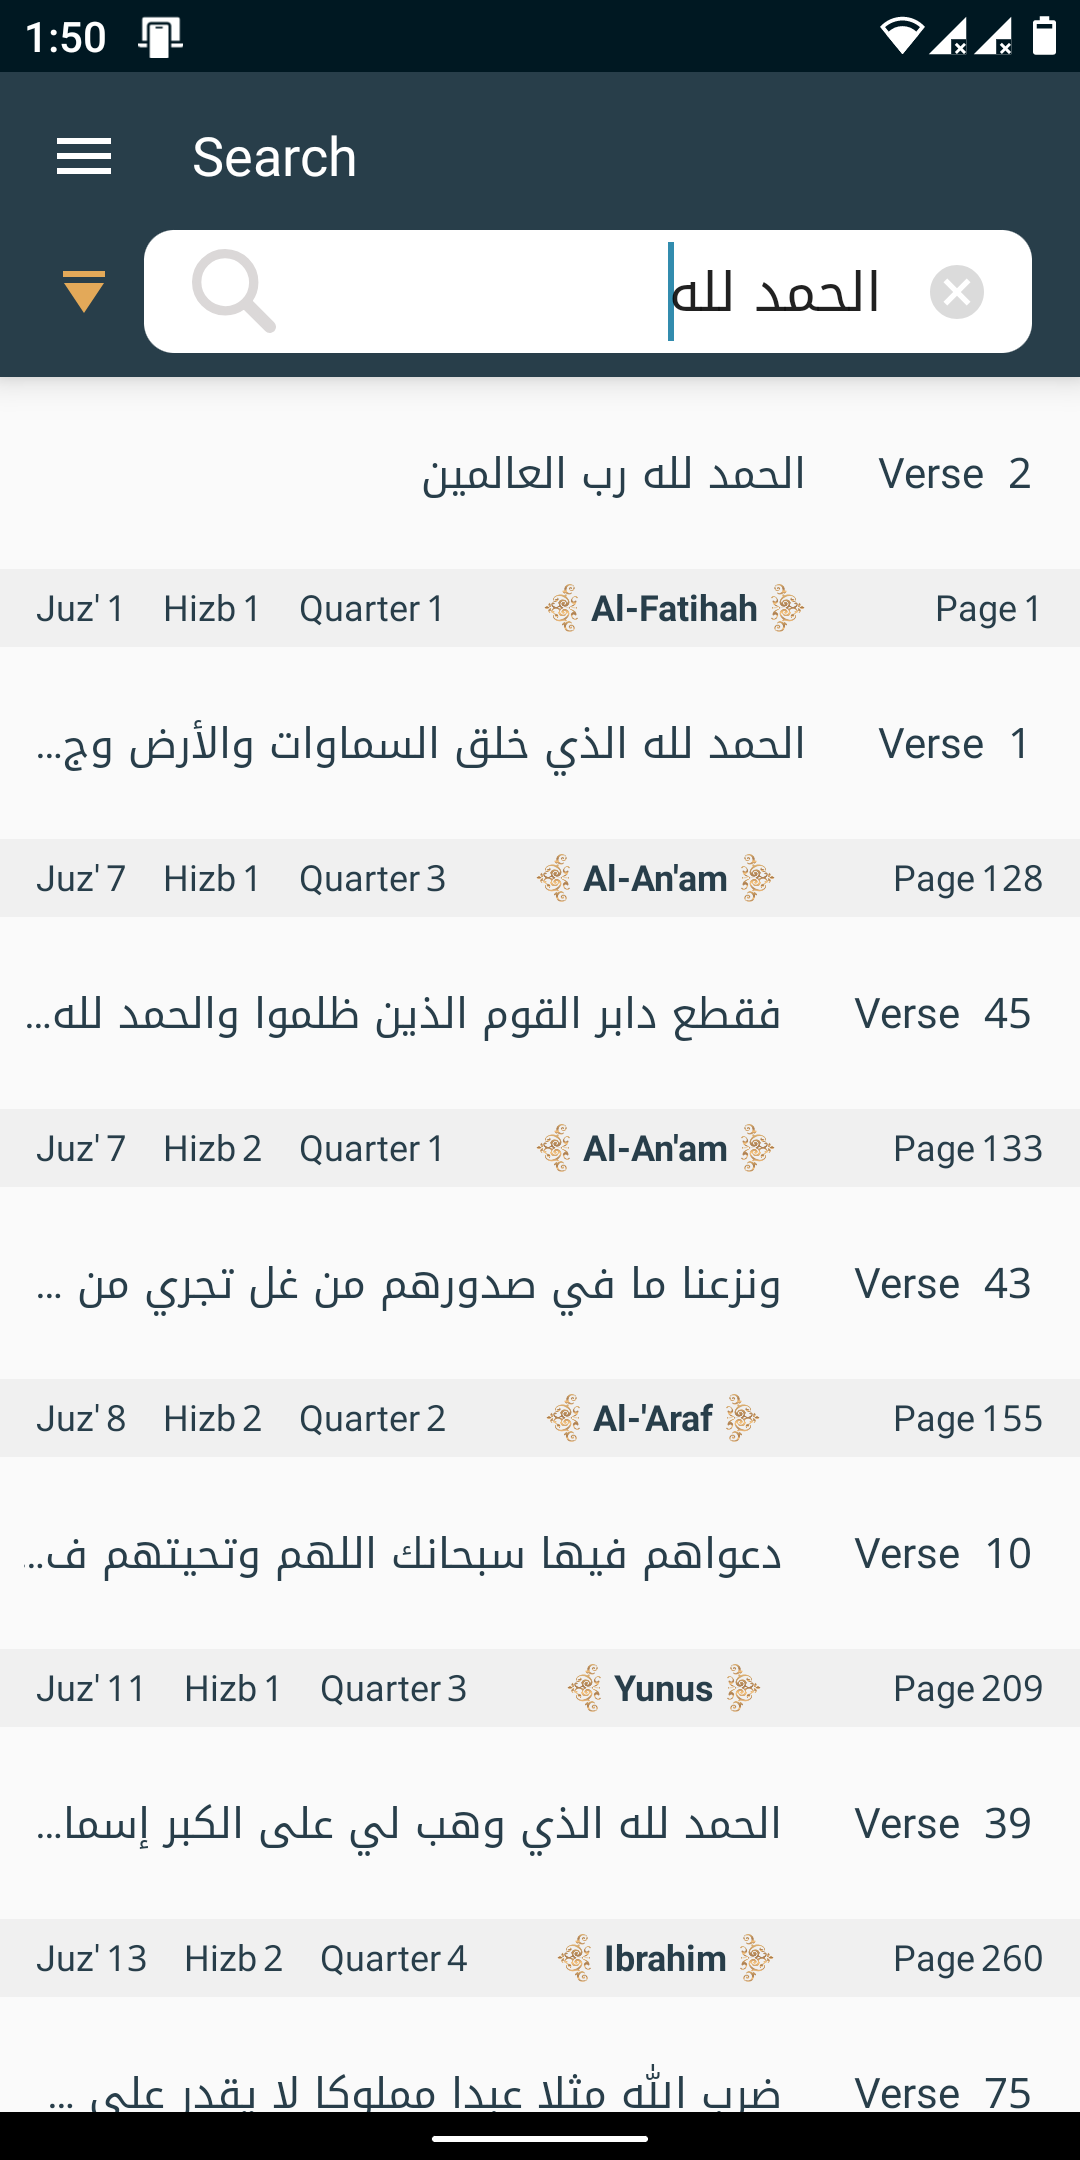 1:50
Search
الحمد لله
الحمد لله رب العالمين Verse 2
Juz' 1 Hizb 1 Quarter 1 Al-Fatihah Page 1
الحمد لله الذي خلق السماوات والأرض وج... Verse 1
Juz' 7 Hizb 1 Quarter 3 Al-An'am Page 128
فقطع دابر القوم الذين ظلموا والحمد لله... Verse 45
Juz' 7 Hizb 2 Quarter 1 Al-An'am Page 133
ونزعنا ما في صدورهم من غل تجري من ... Verse 43
Juz' 8 Hizb 2 Quarter 2 Al-'Araf Page 155
دعواهم فيها سبحانك اللهم وتحيتهم ف... Verse 10
Juz' 11 Hizb 1 Quarter 3 Yunus Page 209
الحمد لله الذي وهب لي على الكبر إسما... Verse 39
Juz' 13 Hizb 2 Quarter 4 Ibrahim Page 260
ضرب الله مثلا عبدا مملوكا لا يقدر على ... Verse 75